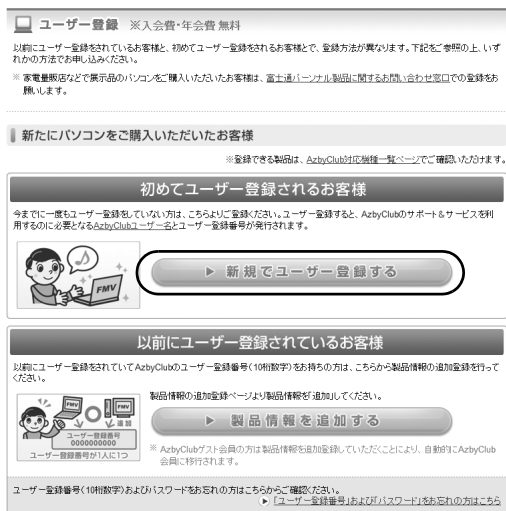 ユーザー登録 ※入会費・年会費 無料
以前にユーザー登録をされているお客様と、初めてユーザー登録をされるお客様とで、登録方法が異なります。下記をご参照の上、いず
れかの方法でお申し込みください。
※ 家電量販店などで展示品のパソコンをご購入いただいたお客様は、富士通パーソナル製品に関するお問い合わせ窓口での登録をお
願いします。
新たにパソコンをご購入いただいたお客様
※登録できる製品は、AzbyClub対応機種一覧ページでご確認いただけます。
初めてユーザー登録されるお客様
今までに一度もユーザー登録をしていない方は、こちらよりご登録ください。ユーザー登録すると、AzbyClubのサポート&サービスを利
用するのに必要となるAzbyClubユーザー名とユーザー登録番号が発行されます。
FMV
新規でユーザー登録する
以前にユーザー登録されているお客様
以前にユーザー登録をされていてAzbyClubのユーザー登録番号(10桁数字)をお持ちの方は、こちらから製品情報の追加登録を行って
ください。
製品情報の追加登録ページより製品情報を「追加」してください。
FMV
FMV
追加
ユーザー登録番号
0000000000
ユーザー登録番号が1人に1つ
製品情報を追加する
※ AzbyClubゲスト会員の方は製品情報を追加登録していただくことにより、自動的にAzbyClub
会員に移行されます。
ユーザー登録番号(10桁数字)およびパスワードをお忘れの方はこちらからご確認ください。
「ユーザー登録番号」および「パスワード」をお忘れの方はこちら